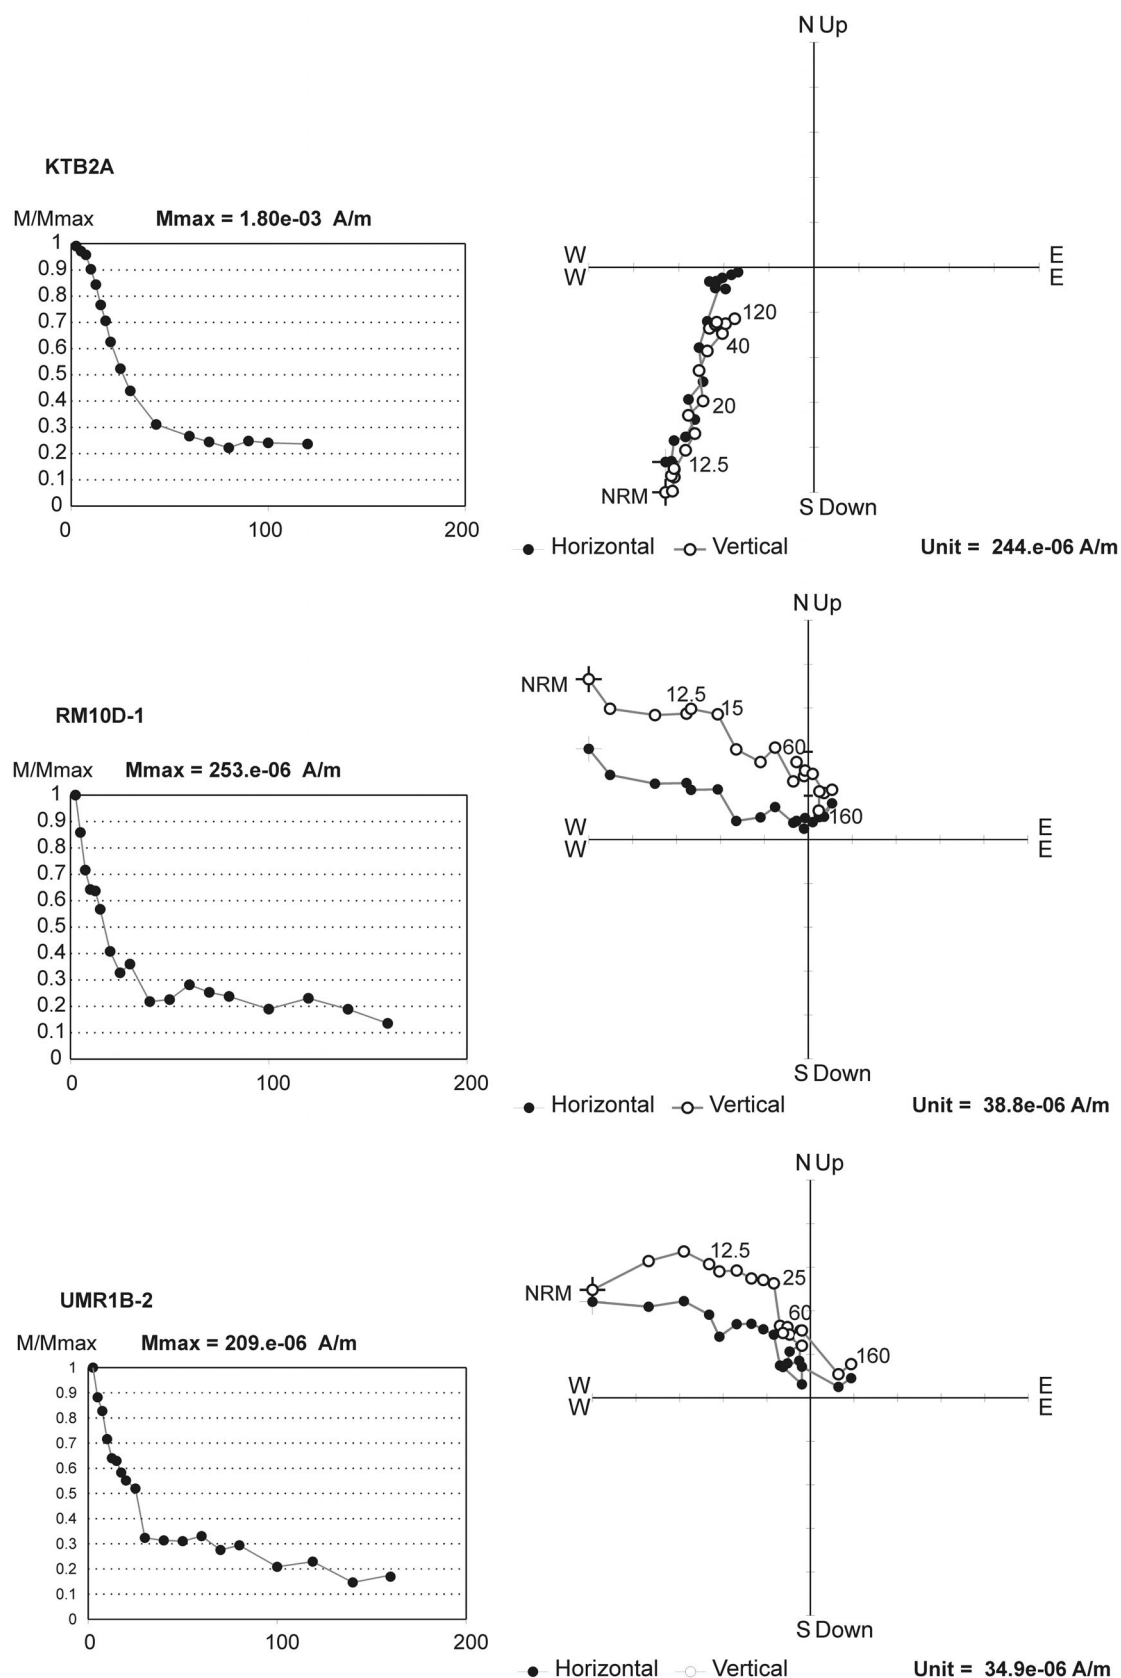 N Up
KTB2A
M/Mmax Mmax = 1.80e-03 A/m
1
0.9
0.8
0.7
0.6
0.5
0.4
0.3
0.2
0.1
0
0 100 200
W E
W E
120
40
20
12.5
NRM
S Down
Horizontal Vertical Unit = 244.e-06 A/m
N Up
RM10D-1
M/Mmax Mmax = 253.e-06 A/m
1
0.9
0.8
0.7
0.6
0.5
0.4
0.3
0.2
0.1
0
0 100 200
NRM
12.5
15
60
160
W E
W E
S Down
Horizontal Vertical Unit = 38.8e-06 A/m
N Up
UMR1B-2
M/Mmax Mmax = 209.e-06 A/m
1
0.9
0.8
0.7
0.6
0.5
0.4
0.3
0.2
0.1
0
0 100 200
12.5
25
NRM
60
160
W E
W E
S Down
Horizontal Vertical Unit = 34.9e-06 A/m